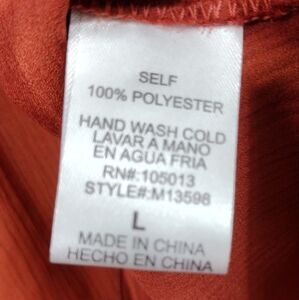 SELF
100% POLYESTER
HAND WASH COLD
LAVAR A MANO
EN AGUA FRIA
RN#:105013
STYLE#:M13598
L
MADE IN CHINA
HECHO EN CHINA